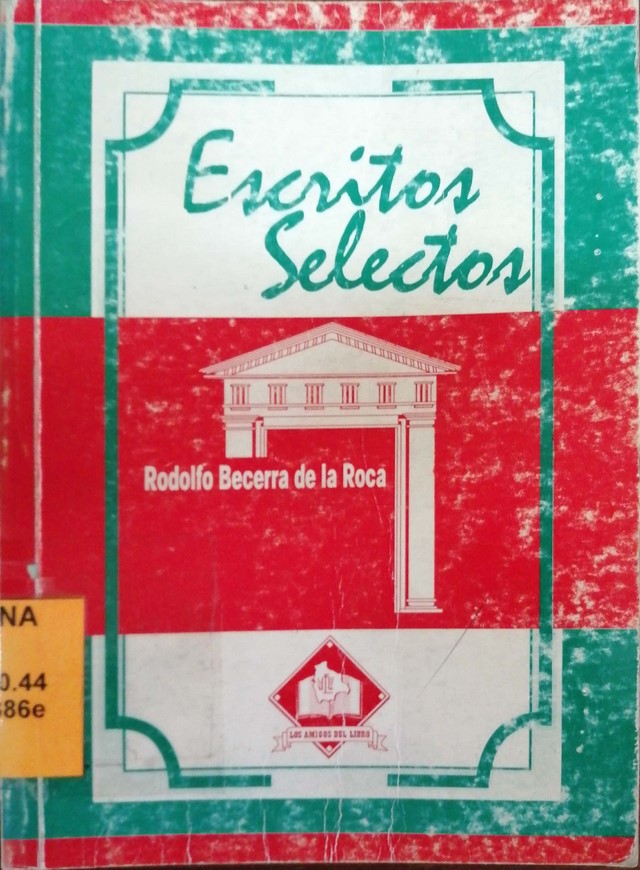 Escritos
Selectos
Rodolfo Becerra de la Roca
NA
0.44
86e
LOS AMIGOS DEL LIBRO